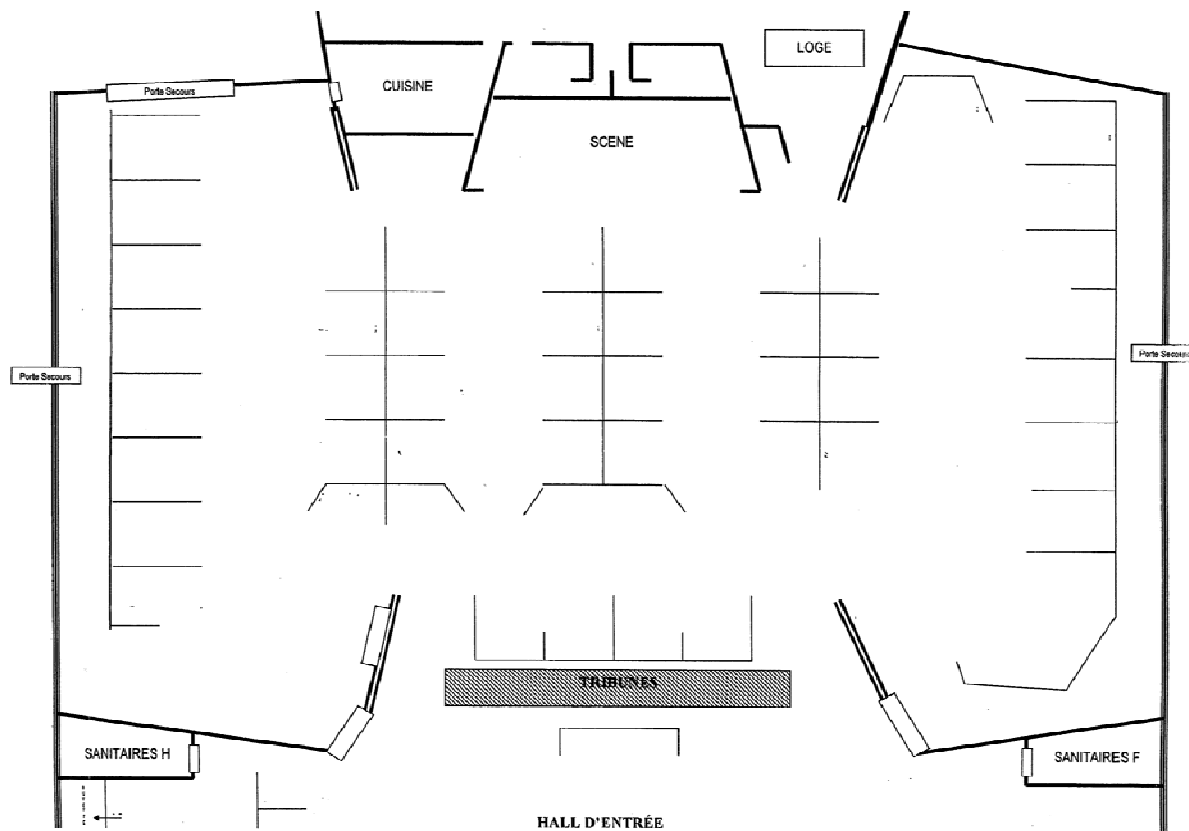 LOGE
CUISINE
Porte Secours
SCENE
Porte Secours
Porte Secours
TRIBUNES
SANITAIRES H
SANITAIRES F
HALL D'ENTRÉE